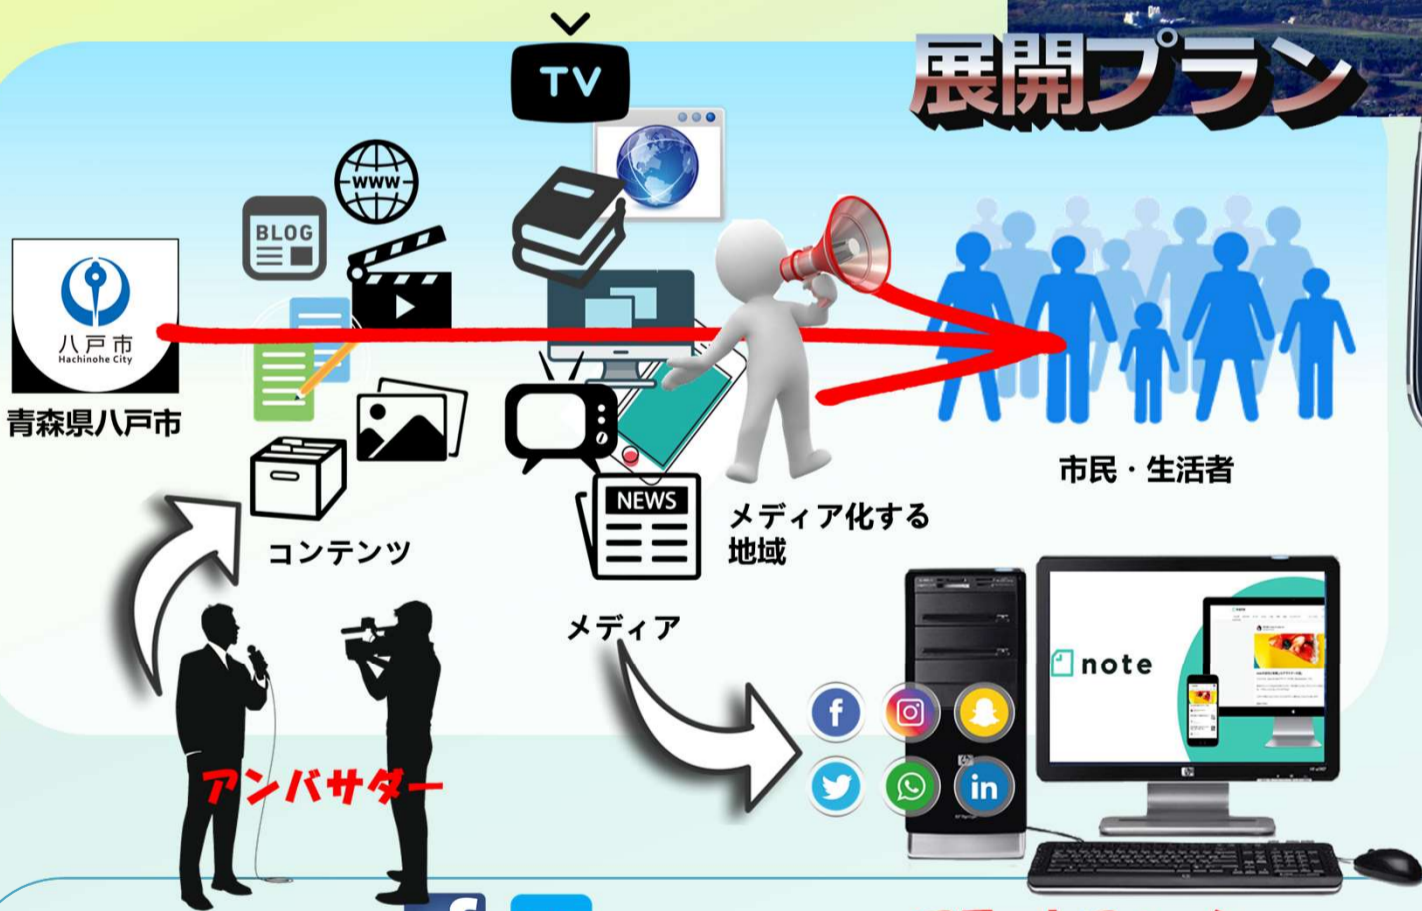 展開プラン
TV
WWW
BLOG
八戸市
Hachinohe City
青森県八戸市
コンテンツ
NEWS
メディア
メディア化する
地域
市民・生活者
アンバサダー
note
in